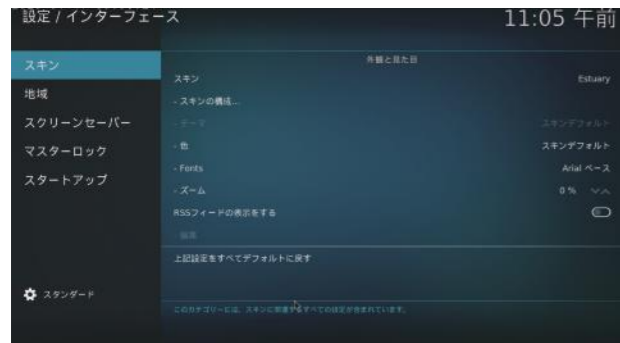 設定 / インターフェース
11:05 午前
スキン
地域
スクリーンセーバー
マスターロック
スタートアップ
スタンダード
外観と見た目
スキン Estuary
- スキンの構成...
- テーマ スキンデフォルト
- 色 スキンデフォルト
- Fonts Arial ベース
- ズーム 0 %
RSSフィードの表示をする
- 編集
上記設定をすべてデフォルトに戻す
このカテゴリーには、スキンに関連するすべての設定が含まれています。